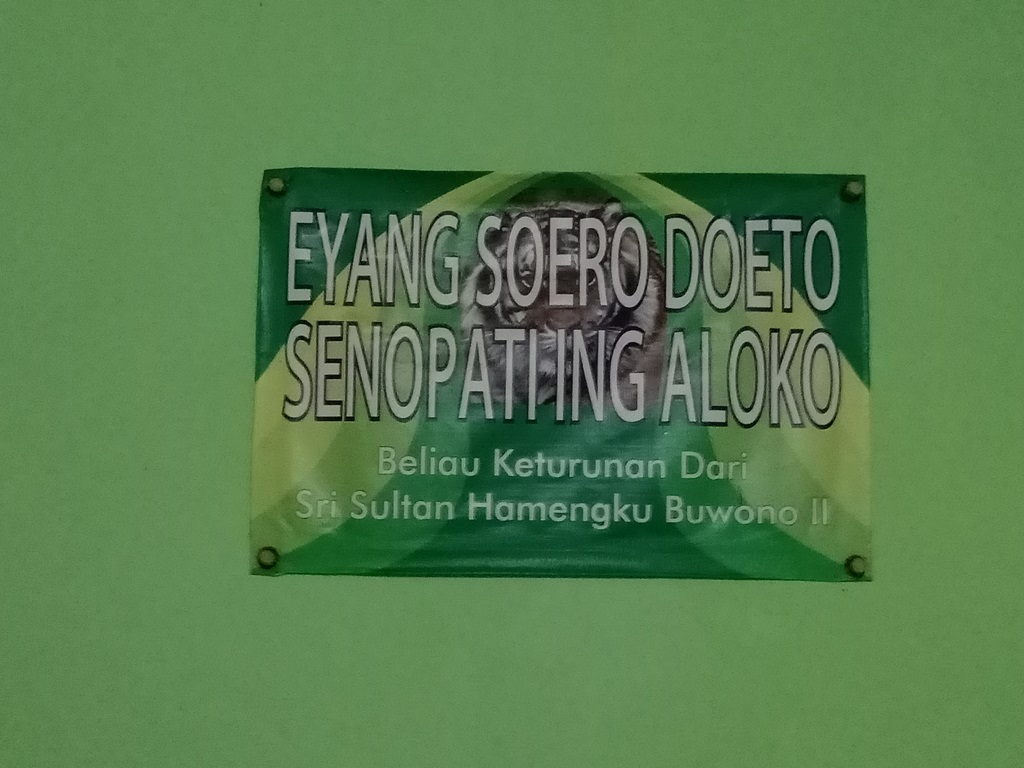 EYANG SOERO DOETO
SENOPATI ING ALOKO
Beliau Keturunan Dari
Sri Sultan Hamengku Buwono II